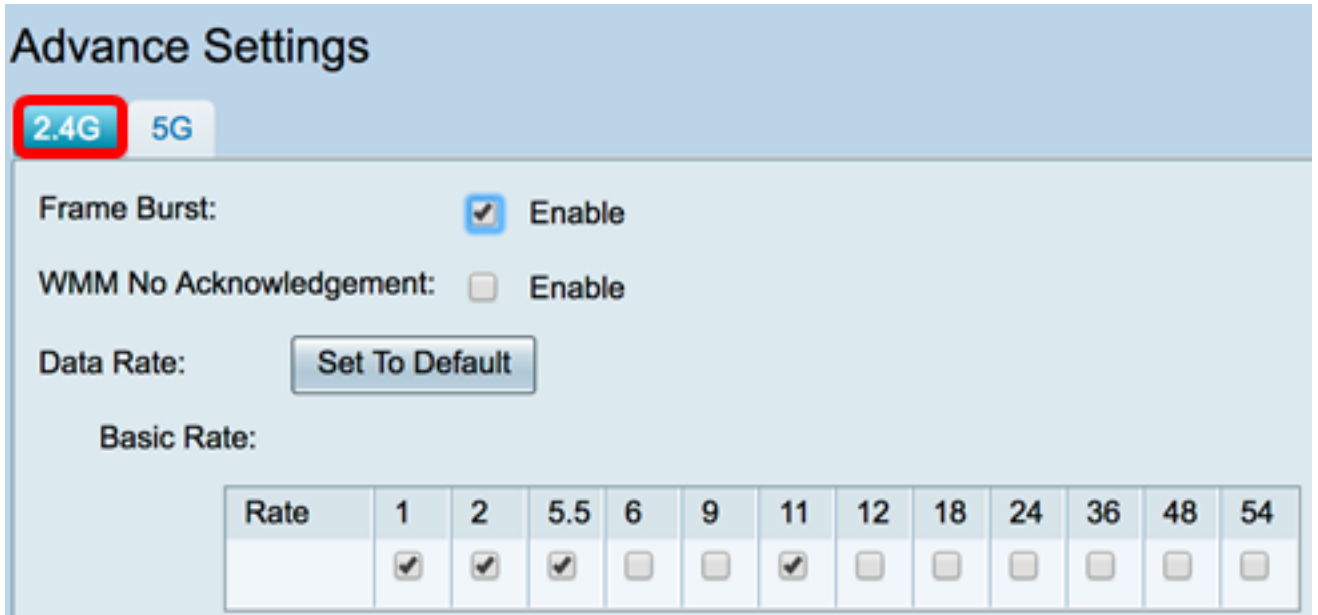 Advance Settings
2.4G 5G
Frame Burst: Enable
WMM No Acknowledgement: Enable
Data Rate: Set To Default
Basic Rate:
Rate 1 2 5.5 6 9 11 12 18 24 36 48 54